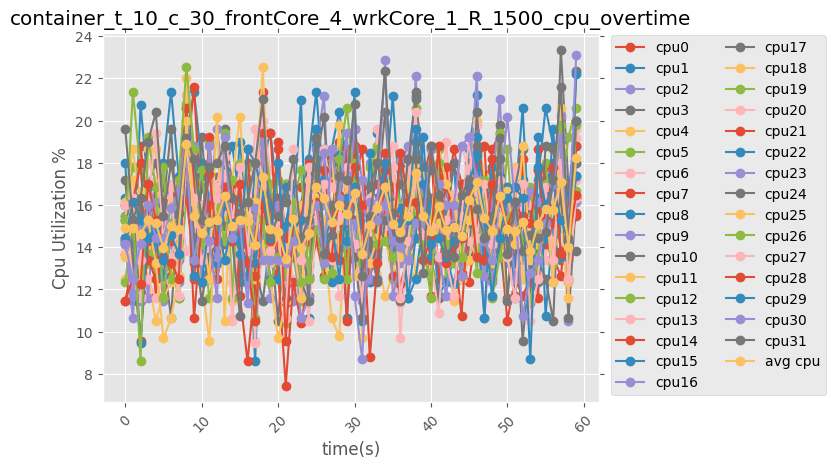 container_t_10_c_30_frontCore_4_wrkCore_1_R_1500_cpu_overtime
Cpu Utilization %
24
22
20
18
16
14
12
10
8
0
10
20
30
40
50
60
time(s)
cpu0
cpu1
cpu2
cpu3
cpu4
cpu5
cpu6
cpu7
cpu8
cpu9
cpu10
cpu11
cpu12
cpu13
cpu14
cpu15
cpu16
cpu17
cpu18
cpu19
cpu20
cpu21
cpu22
cpu23
cpu24
cpu25
cpu26
cpu27
cpu28
cpu29
cpu30
cpu31
avg cpu